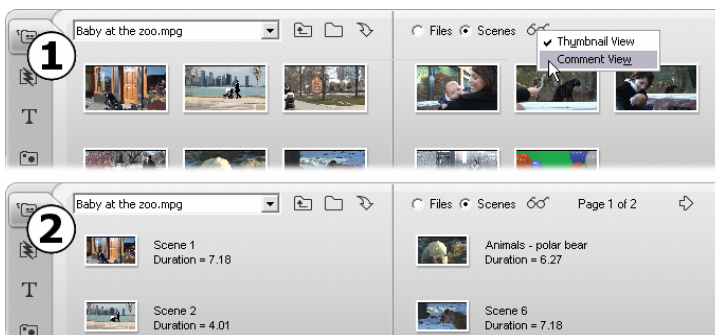 1
Baby at the zoo.mpg
Files Scenes
Thumbnail View
Comment View
T
2
Baby at the zoo.mpg
Files Scenes Page 1 of 2
Scene 1
Duration = 7.18
Animals - polar bear
Duration = 6.27
T
Scene 2
Duration = 4.01
Scene 6
Duration = 7.18